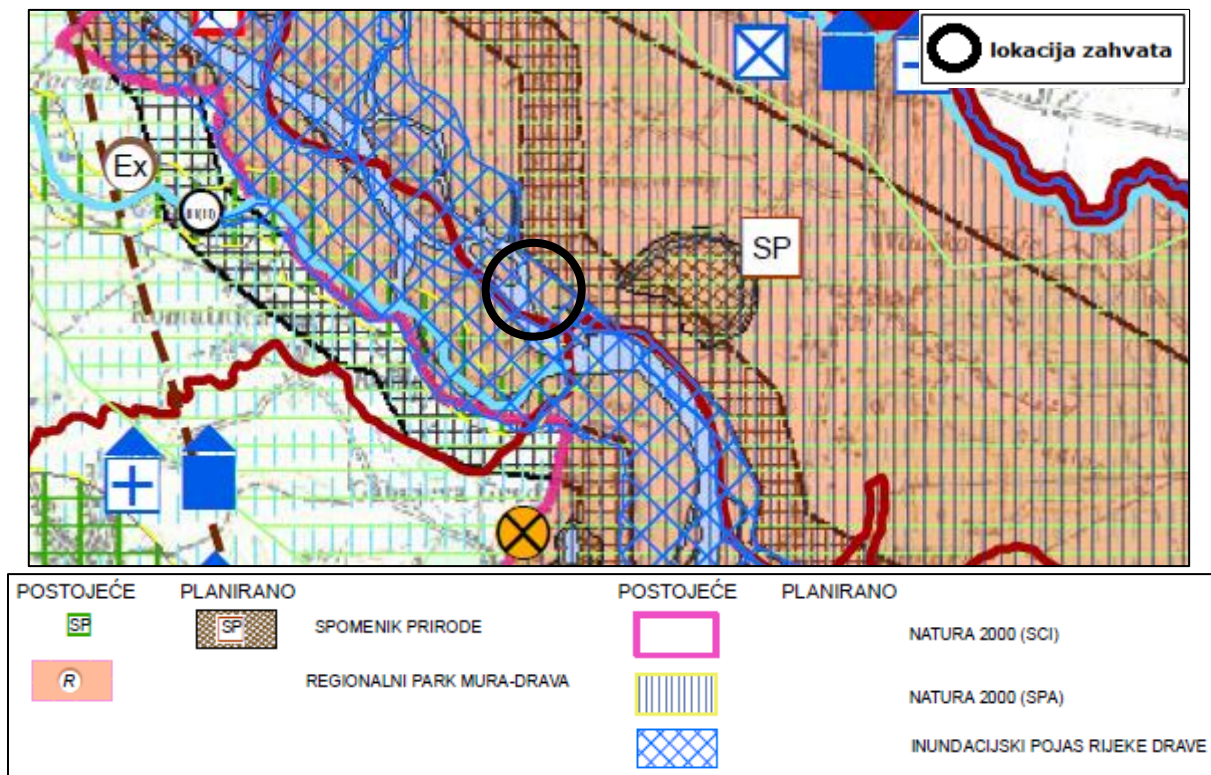 lokacija zahvata
Ex
SP
POSTOJEĆE PLANIRANO
SP SP SPOMENIK PRIRODE
R REGIONALNI PARK MURA-DRAVA
POSTOJEĆE PLANIRANO
NATURA 2000 (SCI)
NATURA 2000 (SPA)
INUNDACIJSKI POJAS RIJEKE DRAVE